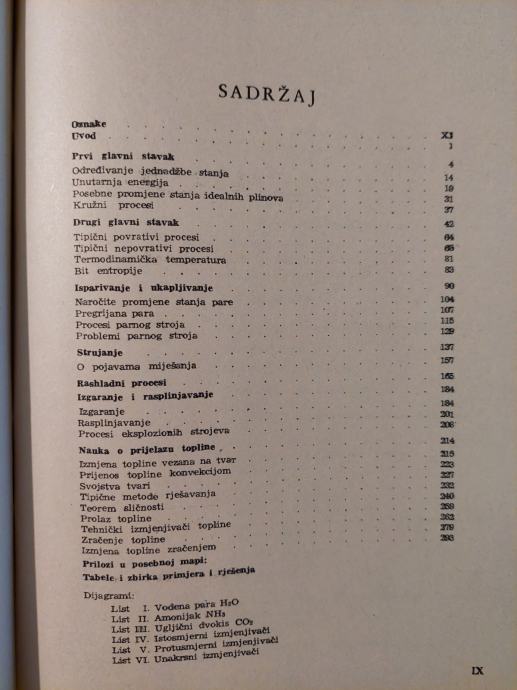 SADRŽAJ
Oznake XI
Uvod 1
Prvi glavni stavak 4
Određivanje jednadžbe stanja 14
Unutarnja energija 19
Posebne promjene stanja idealnih plinova 31
Kružni procesi 37
Drugi glavni stavak 42
Tipični povrativi procesi 64
Tipični nepovrativi procesi 65
Termodinamička temperatura 81
Bit entropije 83
Isparivanje i ukapljivanje 90
Naročite promjene stanja pare 104
Pregrijana para 107
Procesi parnog stroja 115
Problemi parnog stroja 129
Strujanje 137
O pojavama miješanja 157
Rashladni procesi 165
Izgaranje i rasplinjavanje 184
Izgaranje 184
Rasplinjavanje 201
Procesi eksplozionih strojeva 206
Nauka o prijelazu topline 214
Izmjena topline vezana na tvar 215
Prijenos topline konvekcijom 223
Svojstva tvari 227
Tipične metode rješavanja 232
Teorem sličnosti 240
Prolaz topline 259
Tehnički izmjenjivači topline 262
Zračenje topline 279
Izmjena topline zračenjem 293
Prilozi u posebnoj mapi:
Tabele i zbirka primjera i rješenja
Dijagrami:
List I. Vodena para H₂O
List II. Amonijak NH₃
List III. Ugljični dvokis CO₂
List IV. Istosmjerni izmjenjivači
List V. Protusmjerni izmjenjivači
List VI. Unakrsni izmjenjivači
IX